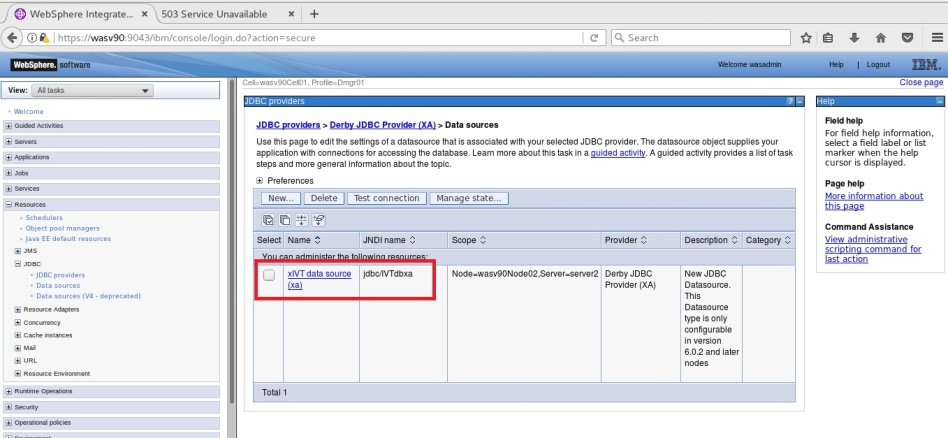 WebSphere Integrate... ×
503 Service Unavailable ×
https://wasv90:9043/ibm/console/login.do?action=secure
Search
WebSphere. software
Welcome wasadmin
Help | Logout
IBM.
View: All tasks
Welcome
Guided Activities
Servers
Applications
Jobs
Services
Resources
Schedulers
Object pool managers
Java EE default resources
JMS
JDBC
JDBC providers
Data sources
Data sources (V4 - deprecated)
Resource Adapters
Concurrency
Cache instances
Mail
URL
Resource Environment
Runtime Operations
Security
Operational policies
Environment
Cell=wasv90Cell01, Profile=Dmgr01
Close page
JDBC providers
JDBC providers > Derby JDBC Provider (XA) > Data sources
Use this page to edit the settings of a datasource that is associated with your selected JDBC provider. The datasource object supplies your
application with connections for accessing the database. Learn more about this task in a guided activity. A guided activity provides a list of task
steps and more general information about the topic.
Preferences
New... Delete Test connection Manage state...
Select Name JNDI name Scope Provider Description Category
You can administer the following resources:
xIVT data source
(xa)
jdbc/IVTdbxa
Node=wasv90Node02,Server=server2
Derby JDBC
Provider (XA)
New JDBC
Datasource.
This
Datasource
type is only
configurable
in version
6.0.2 and later
nodes
Total 1
Help
Field help
For field help information,
select a field label or list
marker when the help
cursor is displayed.
Page help
More information about
this page
Command Assistance
View administrative
scripting command for
last action